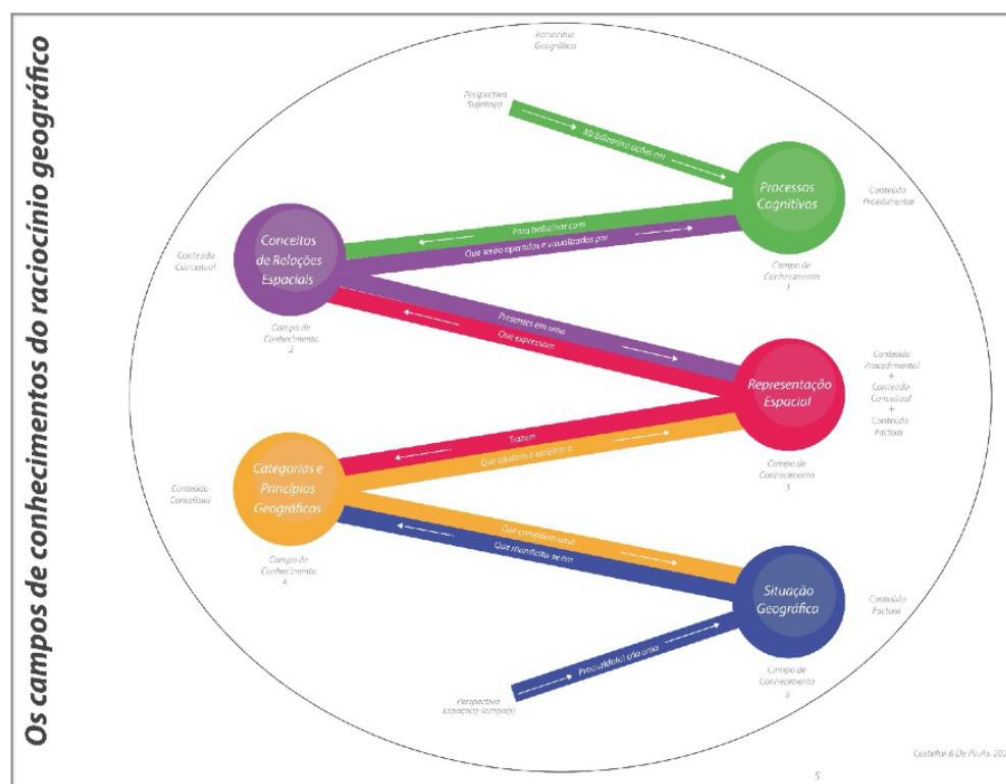 Os campos de conhecimentos do raciocínio geográfico
Raciocínio
Geográfico
Perspectiva
Sujeito(s)
Mobiliza(m) ações em
Processos
Cognitivos
Conteúdo
Procedimental
Campo de
Conhecimento
1
Para trabalhar com
Que serão operados e visualizados por
Conteúdo
Conceitual
Conceitos
de Relações
Espaciais
Campo de
Conhecimento
2
Presentes em uma
Que expressam
Representação
Espacial
Conteúdo
Procedimental
+
Conteúdo
Conceitual
+
Conteúdo
Factual
Campo de
Conhecimento
3
Trazem
Que ajudam a
Conteúdo
Conceitual
Categorias e
Princípios
Geográficos
Campo de
Conhecimento
4
Que compõem uma
Que manifesta-se em
Situação
Geográfica
Conteúdo
Factual
Campo de
Conhecimento
5
cria uma
Perspectiva
Espaço(s)-Tempo(s)
Castellar & De Paula, 202
5